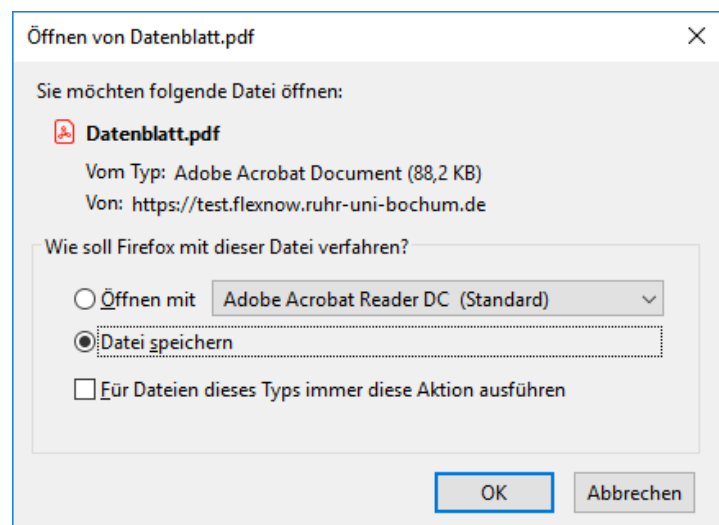 Öffnen von Datenblatt.pdf
Sie möchten folgende Datei öffnen:
Datenblatt.pdf
Vom Typ: Adobe Acrobat Document (88,2 KB)
Von: https://test.flexnow.ruhr-uni-bochum.de
Wie soll Firefox mit dieser Datei verfahren?
Öffnen mit Adobe Acrobat Reader DC (Standard)
Datei speichern
Für Dateien dieses Typs immer diese Aktion ausführen
OK Abbrechen